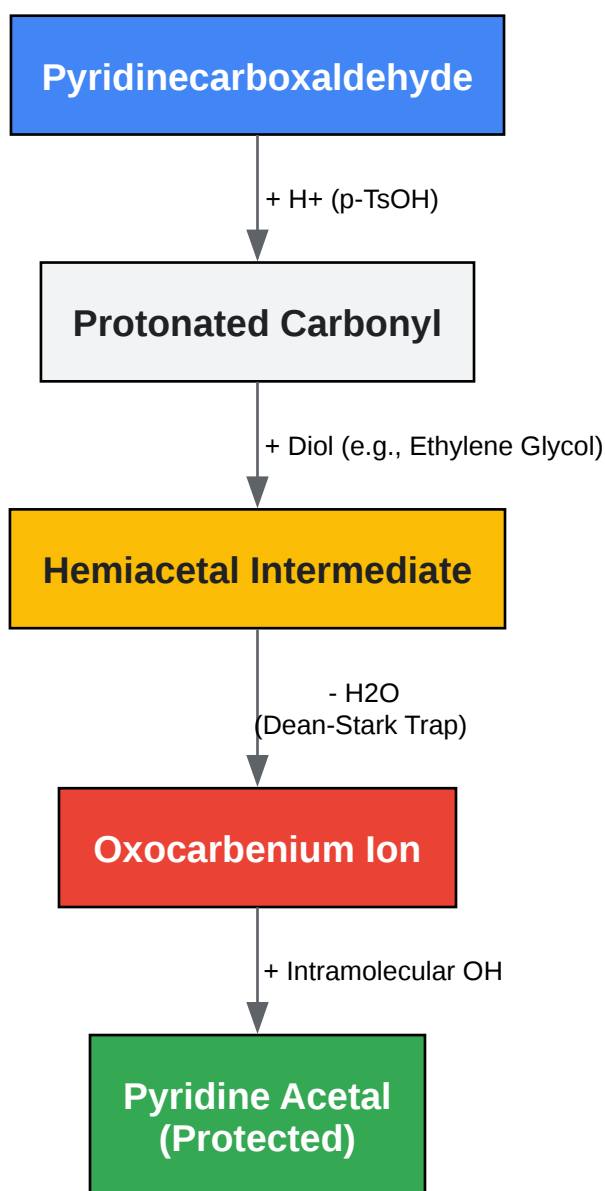 Pyridinecarboxaldehyde
+ H+ (p-TsOH)
Protonated Carbonyl
+ Diol (e.g., Ethylene Glycol)
Hemiacetal Intermediate
- H2O
(Dean-Stark Trap)
Oxocarbenium Ion
+ Intramolecular OH
Pyridine Acetal
(Protected)